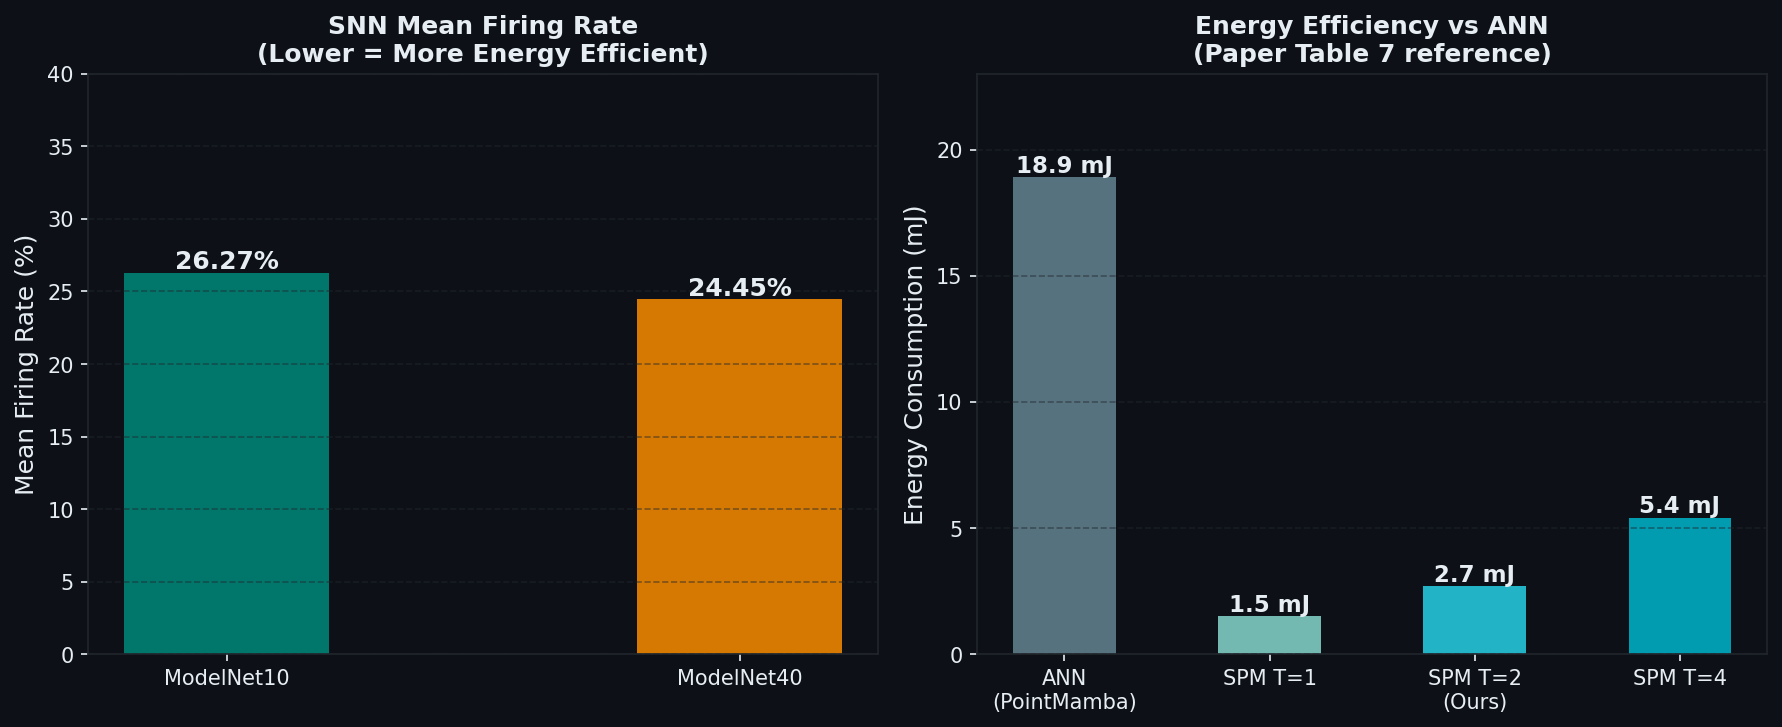 SNN Mean Firing Rate
(Lower = More Energy Efficient)
Mean Firing Rate (%)
40
35
30
25
20
15
10
5
0
26.27%
24.45%
ModelNet10
ModelNet40
Energy Efficiency vs ANN
(Paper Table 7 reference)
Energy Consumption (mJ)
20
15
10
5
0
18.9 mJ
1.5 mJ
2.7 mJ
5.4 mJ
ANN
(PointMamba)
SPM T=1
SPM T=2
(Ours)
SPM T=4